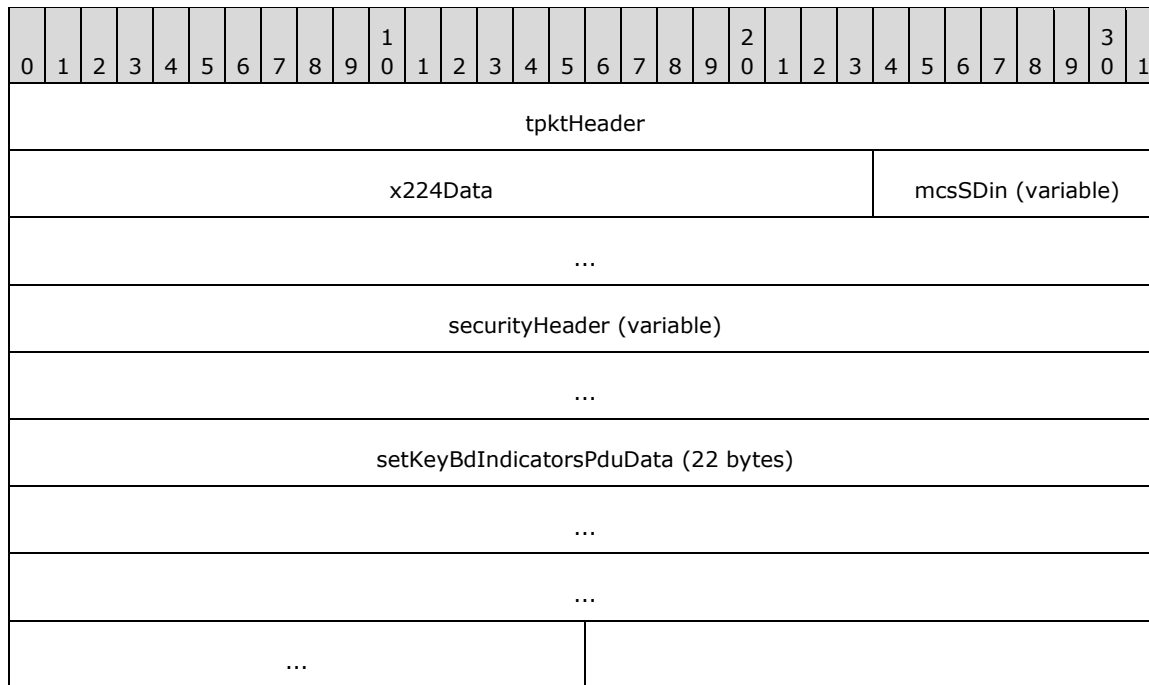 1 2 3
0 1 2 3 4 5 6 7 8 9 0 1 2 3 4 5 6 7 8 9 0 1 2 3 4 5 6 7 8 9 0 1
tpktHeader
x224Data mcsSDin (variable)
...
securityHeader (variable)
...
setKeyBdIndicatorsPduData (22 bytes)
...
...
...